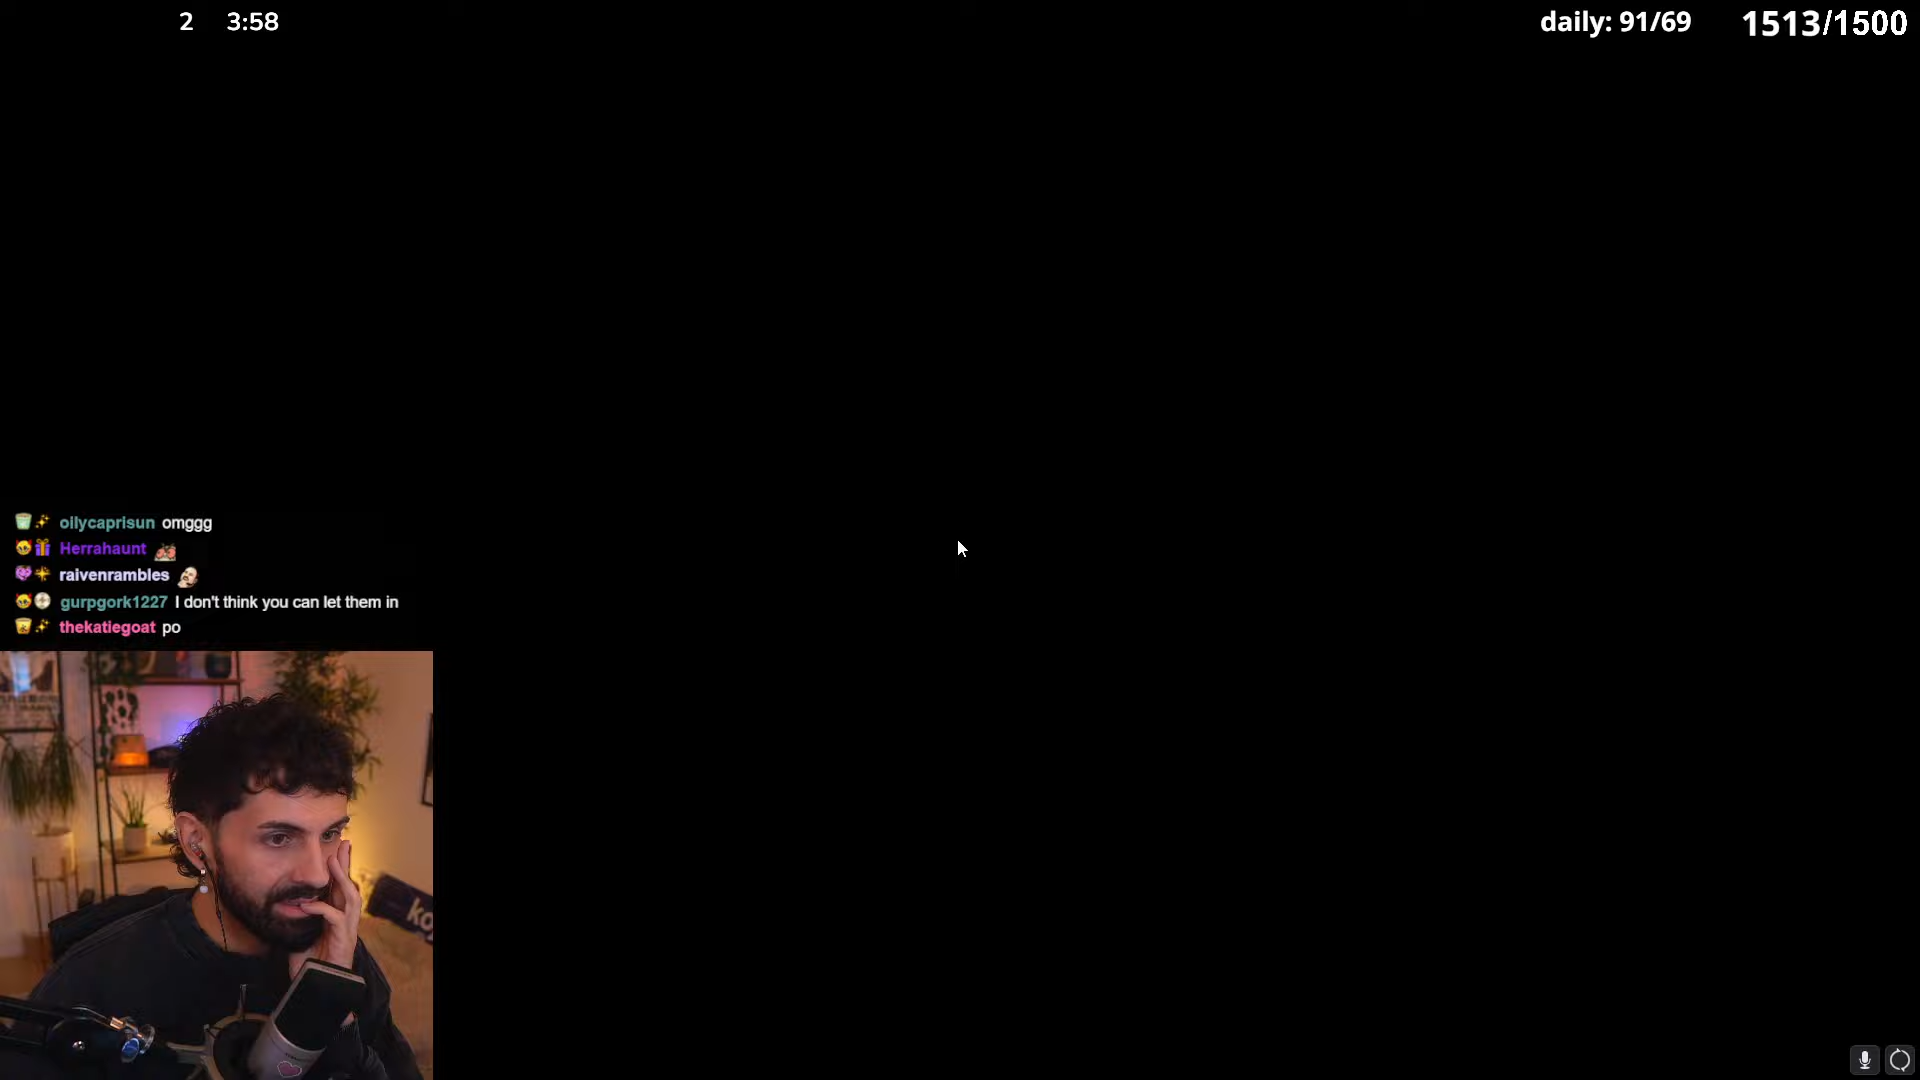 2 3:58
daily: 91/69 1513/1500
oilycaprisun omggg
Herrahaunt
raivenrambles
gurpgork1227 I don't think you can let them in
thekatiegoat po